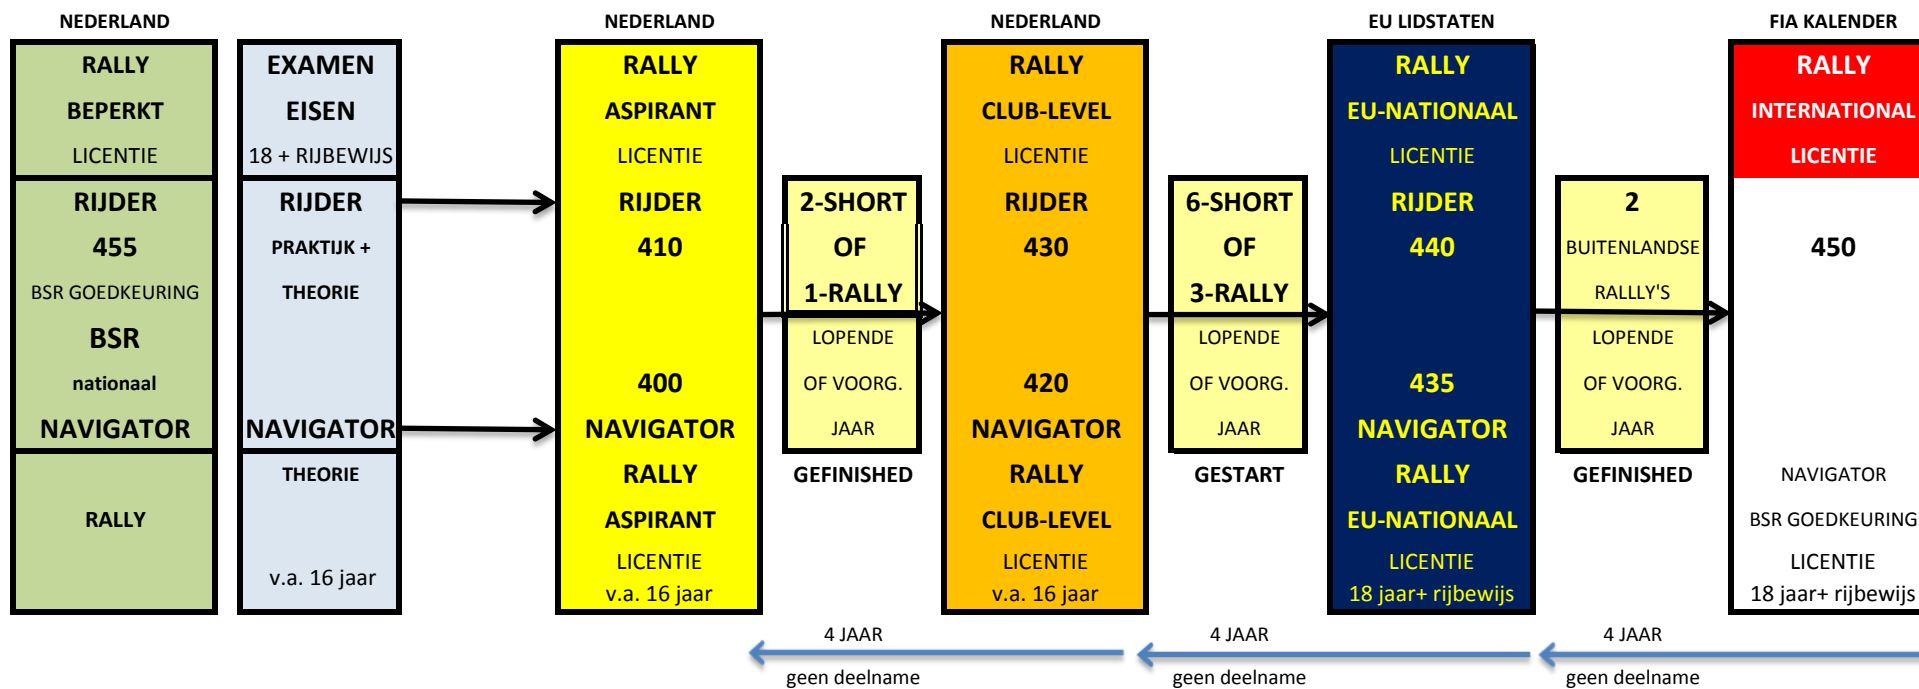 NEDERLAND
RALLY
BEPERKT
LICENTIE
RIJDER
455
BSR GOEDKEURING
BSR
nationaal
NAVIGATOR
RALLY
EXAMEN
EISEN
18 + RIJBEWIJS
RIJDER
PRAKTIJK +
THEORIE
NAVIGATOR
THEORIE
v.a. 16 jaar
NEDERLAND
RALLY
ASPIRANT
LICENTIE
RIJDER
410
400
NAVIGATOR
RALLY
ASPIRANT
LICENTIE
v.a. 16 jaar
2-SHORT
OF
1-RALLY
LOPENDE
OF VOORG.
JAAR
GEFINISHED
NEDERLAND
RALLY
CLUB-LEVEL
LICENTIE
RIJDER
430
420
NAVIGATOR
RALLY
CLUB-LEVEL
LICENTIE
v.a. 16 jaar
6-SHORT
OF
3-RALLY
LOPENDE
OF VOORG.
JAAR
GESTART
EU LIDSTATEN
RALLY
EU-NATIONAAL
LICENTIE
RIJDER
440
435
NAVIGATOR
RALLY
EU-NATIONAAL
LICENTIE
18 jaar+ rijbewijs
2
BUITENLANDSE
RALLLY'S
LOPENDE
OF VOORG.
JAAR
GEFINISHED
FIA KALENDER
RALLY
INTERNATIONAL
LICENTIE
450
NAVIGATOR
BSR GOEDKEURING
LICENTIE
18 jaar+ rijbewijs
4 JAAR
geen deelname
4 JAAR
geen deelname
4 JAAR
geen deelname